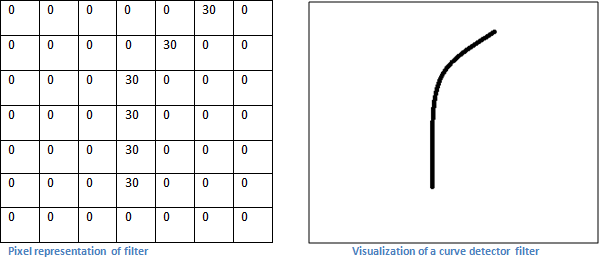 0 0 0 0 0 30 0
0 0 0 0 30 0 0
0 0 0 30 0 0 0
0 0 0 30 0 0 0
0 0 0 30 0 0 0
0 0 0 30 0 0 0
0 0 0 0 0 0 0
Pixel representation of filter
Visualization of a curve detector filter